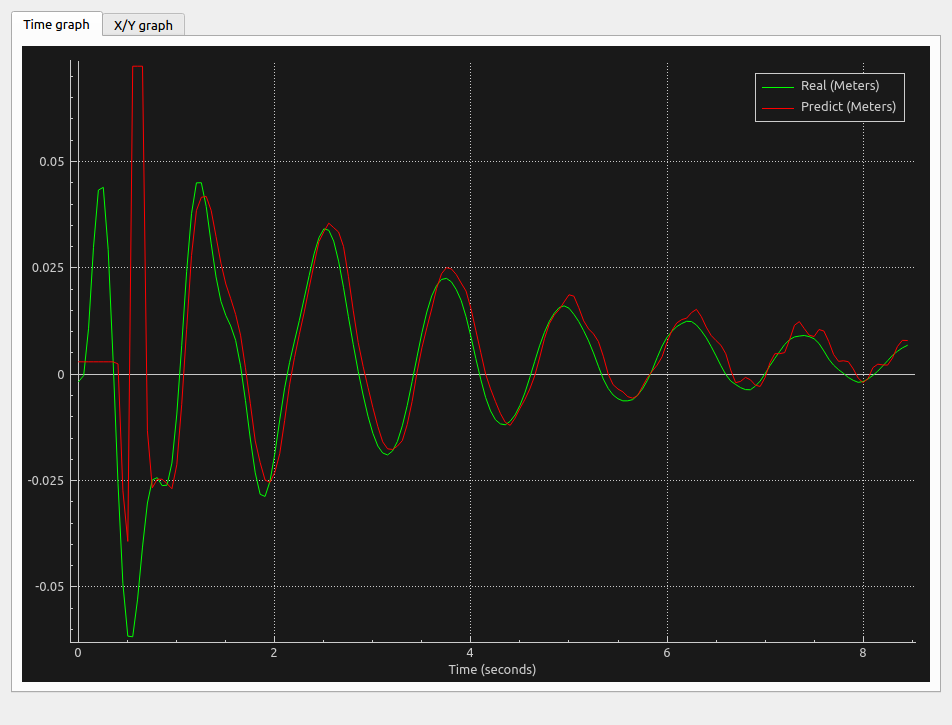 Time graph
X/Y graph
Real (Meters)
Predict (Meters)
0.05
0.025
0
-0.025
-0.05
0 2 4 6 8
Time (seconds)